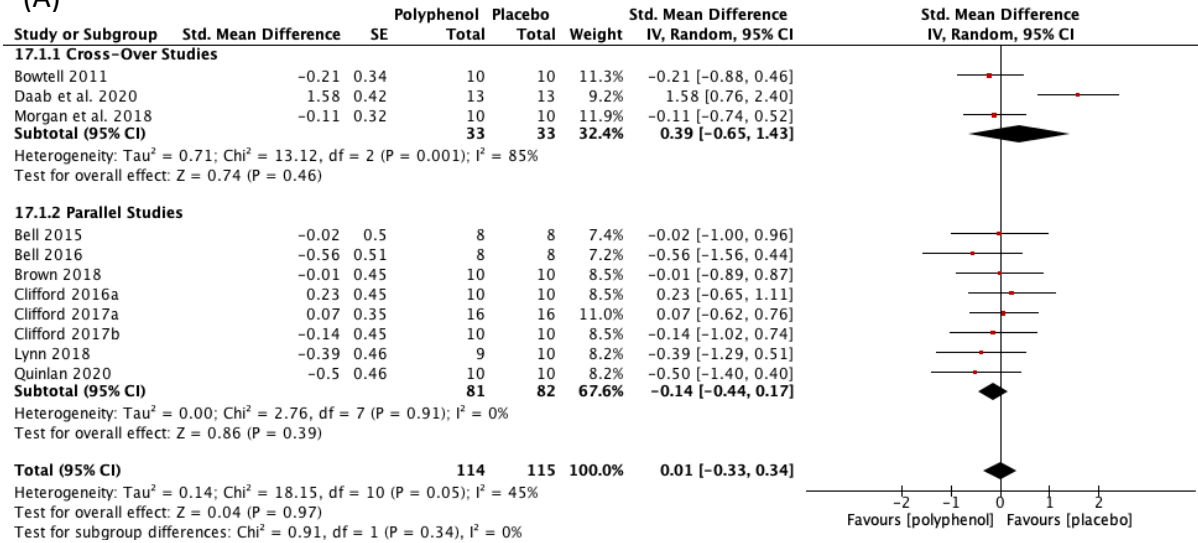 (A)
Polyphenol Placebo Std. Mean Difference Std. Mean Difference
Study or Subgroup Std. Mean Difference SE Total Total Weight IV, Random, 95% CI IV, Random, 95% CI
17.1.1 Cross-Over Studies
Bowtell 2011 -0.21 0.34 10 10 11.3% -0.21 [-0.88, 0.46]
Daab et al. 2020 1.58 0.42 13 13 9.2% 1.58 [0.76, 2.40]
Morgan et al. 2018 -0.11 0.32 10 10 11.9% -0.11 [-0.74, 0.52]
Subtotal (95% CI) 33 33 32.4% 0.39 [-0.65, 1.43]
Heterogeneity: Tau² = 0.71; Chi² = 13.12, df = 2 (P = 0.001); I² = 85%
Test for overall effect: Z = 0.74 (P = 0.46)
17.1.2 Parallel Studies
Bell 2015 -0.02 0.5 8 8 7.4% -0.02 [-1.00, 0.96]
Bell 2016 -0.56 0.51 8 8 7.2% -0.56 [-1.56, 0.44]
Brown 2018 -0.01 0.45 10 10 8.5% -0.01 [-0.89, 0.87]
Clifford 2016a 0.23 0.45 10 10 8.5% 0.23 [-0.65, 1.11]
Clifford 2017a 0.07 0.35 16 16 11.0% 0.07 [-0.62, 0.76]
Clifford 2017b -0.14 0.45 10 10 8.5% -0.14 [-1.02, 0.74]
Lynn 2018 -0.39 0.46 9 10 8.2% -0.39 [-1.29, 0.51]
Quinlan 2020 -0.5 0.46 10 10 8.2% -0.50 [-1.40, 0.40]
Subtotal (95% CI) 81 82 67.6% -0.14 [-0.44, 0.17]
Heterogeneity: Tau² = 0.00; Chi² = 2.76, df = 7 (P = 0.91); I² = 0%
Test for overall effect: Z = 0.86 (P = 0.39)
Total (95% CI) 114 115 100.0% 0.01 [-0.33, 0.34]
Heterogeneity: Tau² = 0.14; Chi² = 18.15, df = 10 (P = 0.05); I² = 45%
Test for overall effect: Z = 0.04 (P = 0.97)
Test for subgroup differences: Chi² = 0.91, df = 1 (P = 0.34), I² = 0%
-2 -1 0 1 2
Favours [polyphenol] Favours [placebo]